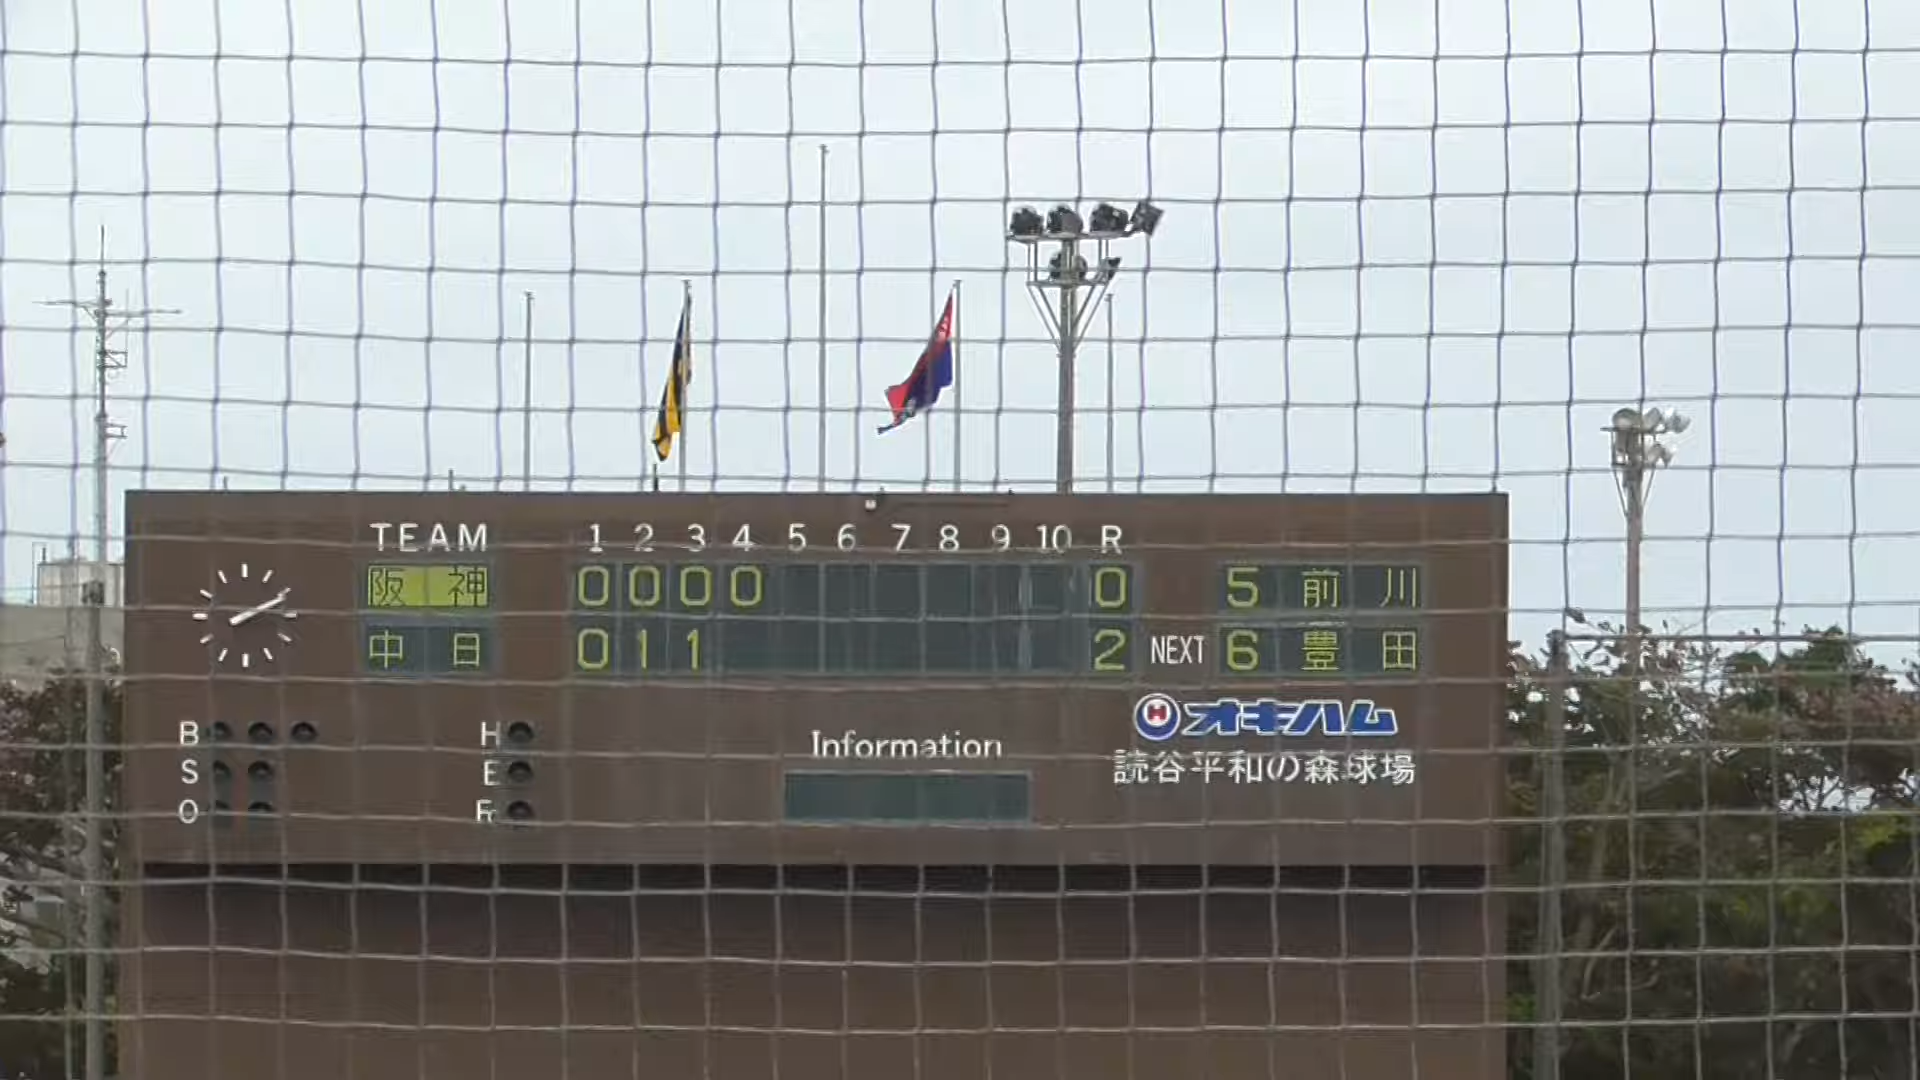 TEAM 1 2 3 4 5 6 7 8 9 10 R
阪神 0 0 0 0 0 5 前川
中日 0 1 1 2 NEXT 6 豊田
B H
S E
O Fc
Information
H オキハム
読谷平和の森球場